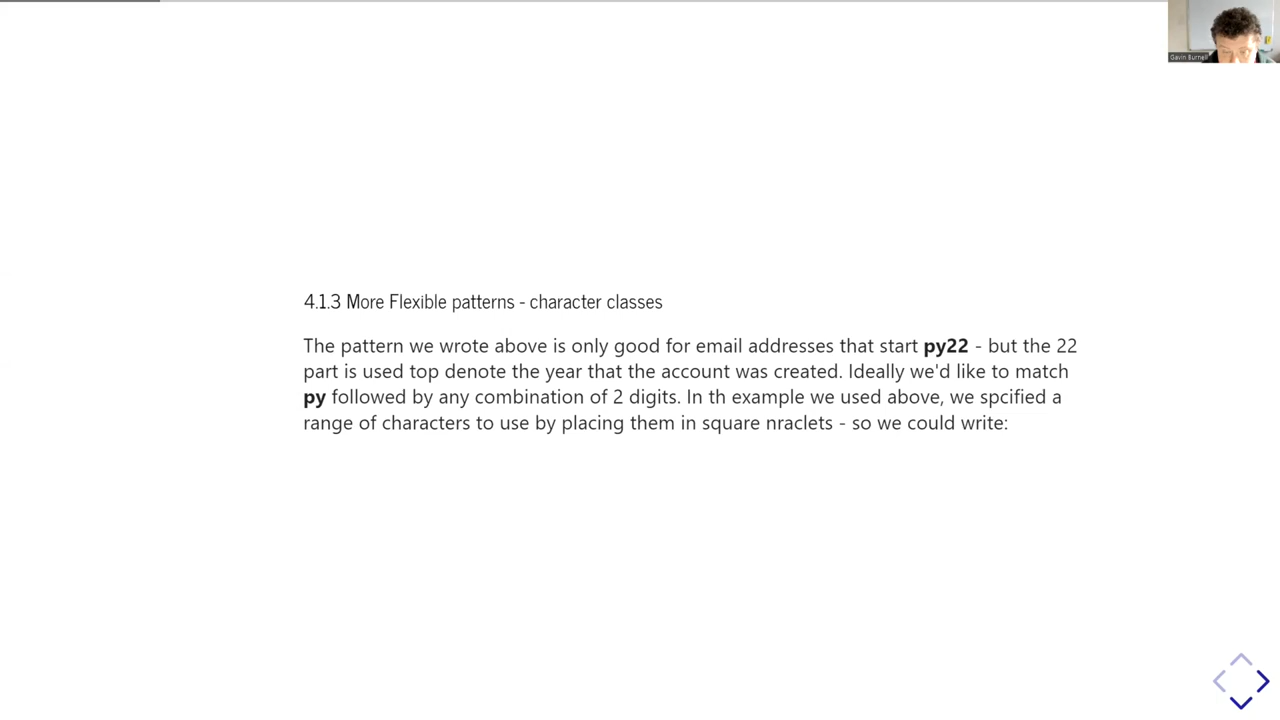 Gavin Burnell
4.1.3 More Flexible patterns - character classes
The pattern we wrote above is only good for email addresses that start py22 - but the 22
part is used top denote the year that the account was created. Ideally we'd like to match
py followed by any combination of 2 digits. In th example we used above, we spcified a
range of characters to use by placing them in square nraclets - so we could write: